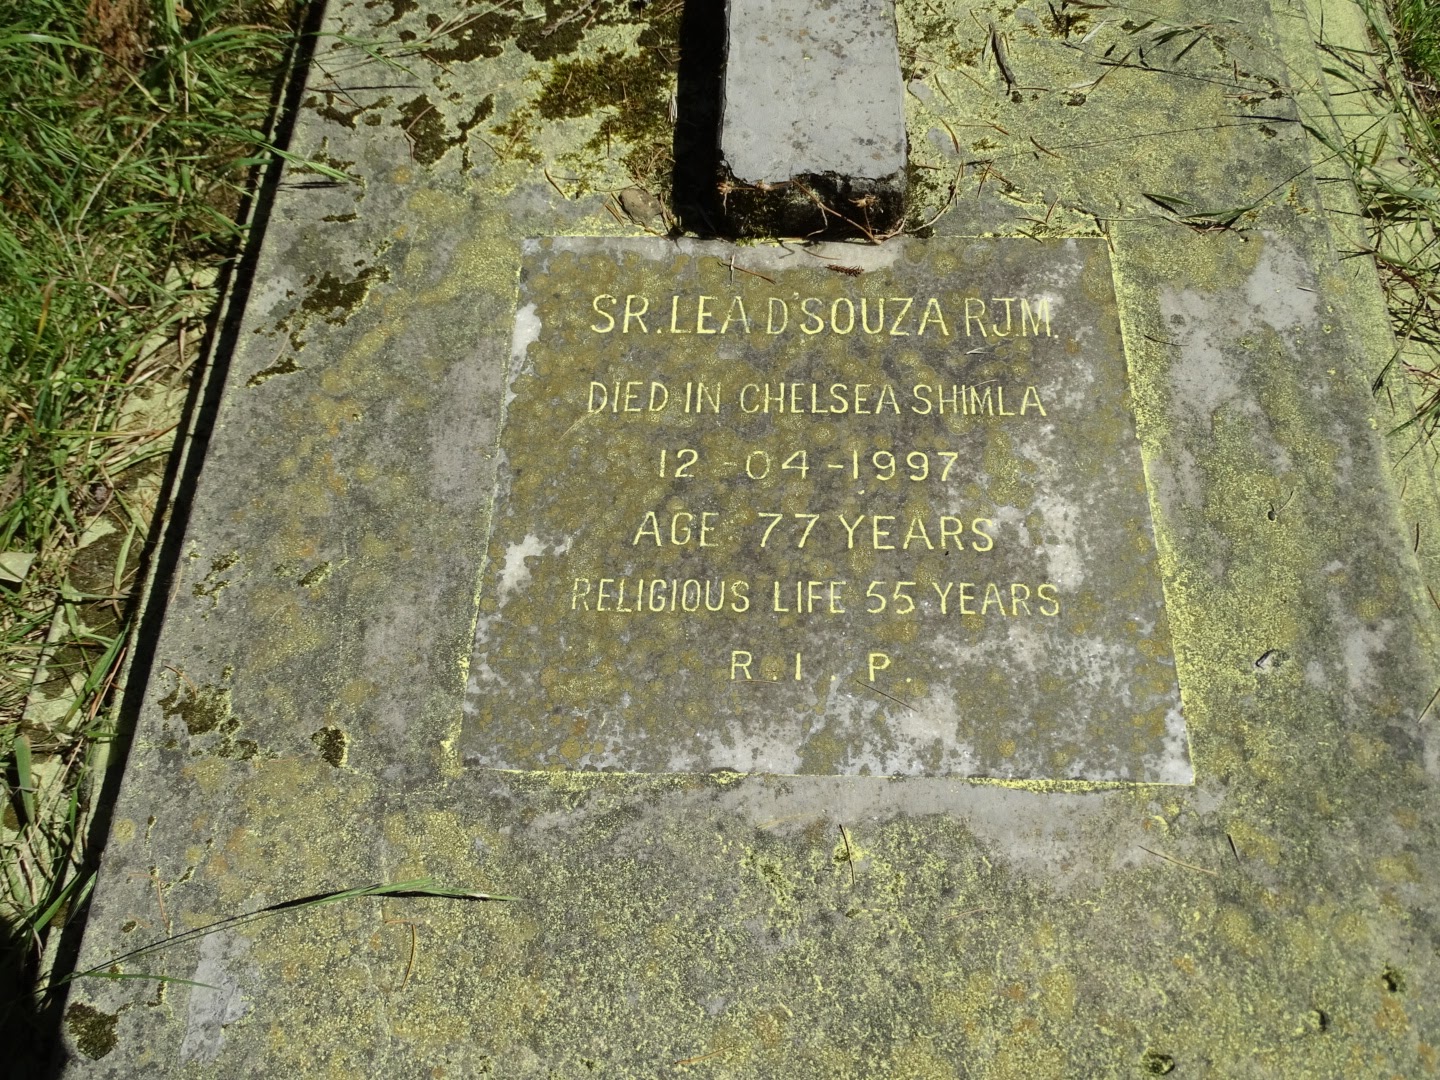 SR. LEA D'SOUZA RJM.
DIED IN CHELSEA SHIMLA
12-04-1997
AGE 77 YEARS
RELIGIOUS LIFE 55 YEARS
R.I.P.